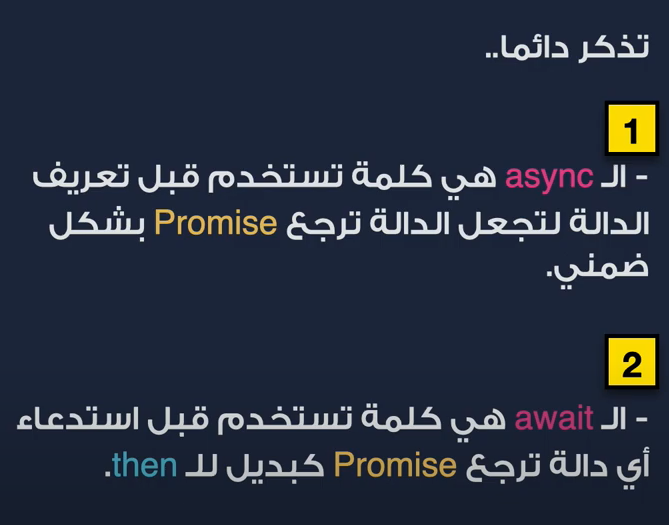 تذكر دائما..
1
- الـ async هي كلمة تستخدم قبل تعريف
الدالة لتجعل الدالة ترجع Promise بشكل
ضمني.
2
- الـ await هي كلمة تستخدم قبل استدعاء
أي دالة ترجع Promise كبديل للـ then.